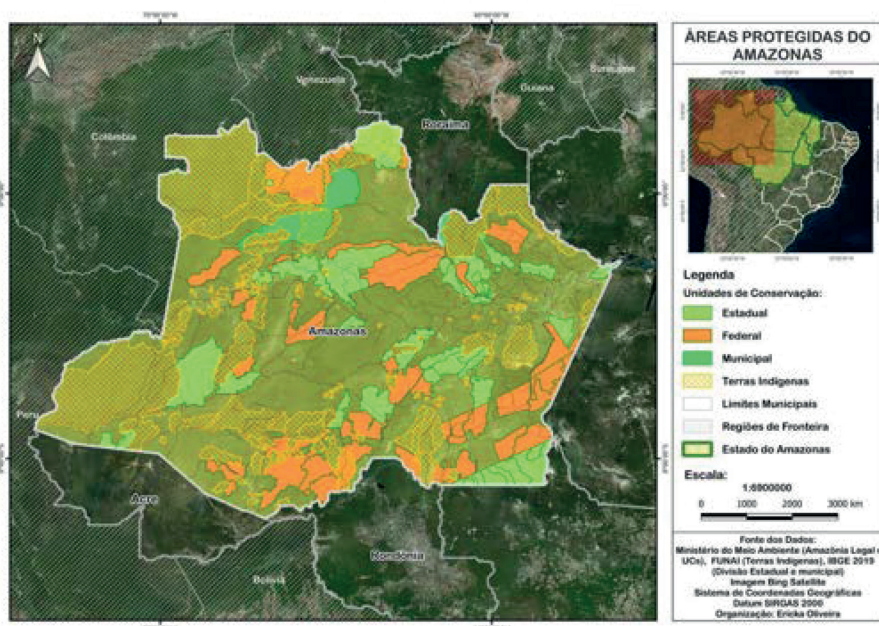 ÁREAS PROTEGIDAS DO
AMAZONAS
N
Venezuela
Guiana
Suriname
Colômbia
Roraima
Amazonas
Peru
Acre
Rondônia
Bolívia
Legenda
Unidades de Conservação:
Estadual
Federal
Municipal
Terras Indígenas
Limites Municipais
Regiões de Fronteira
Estado do Amazonas
Escala:
1:6900000
0 1000 2000 3000 km
Fonte dos Dados:
Ministério do Meio Ambiente (Amazônia Legal e
UCs), FUNAI (Terras Indígenas), IBGE 2019
(Divisão Estadual e municipal)
Imagem Bing Satellite
Sistema de Coordenadas Geográficas
Datum SIRGAS 2000
Organização: Ericka Oliveira